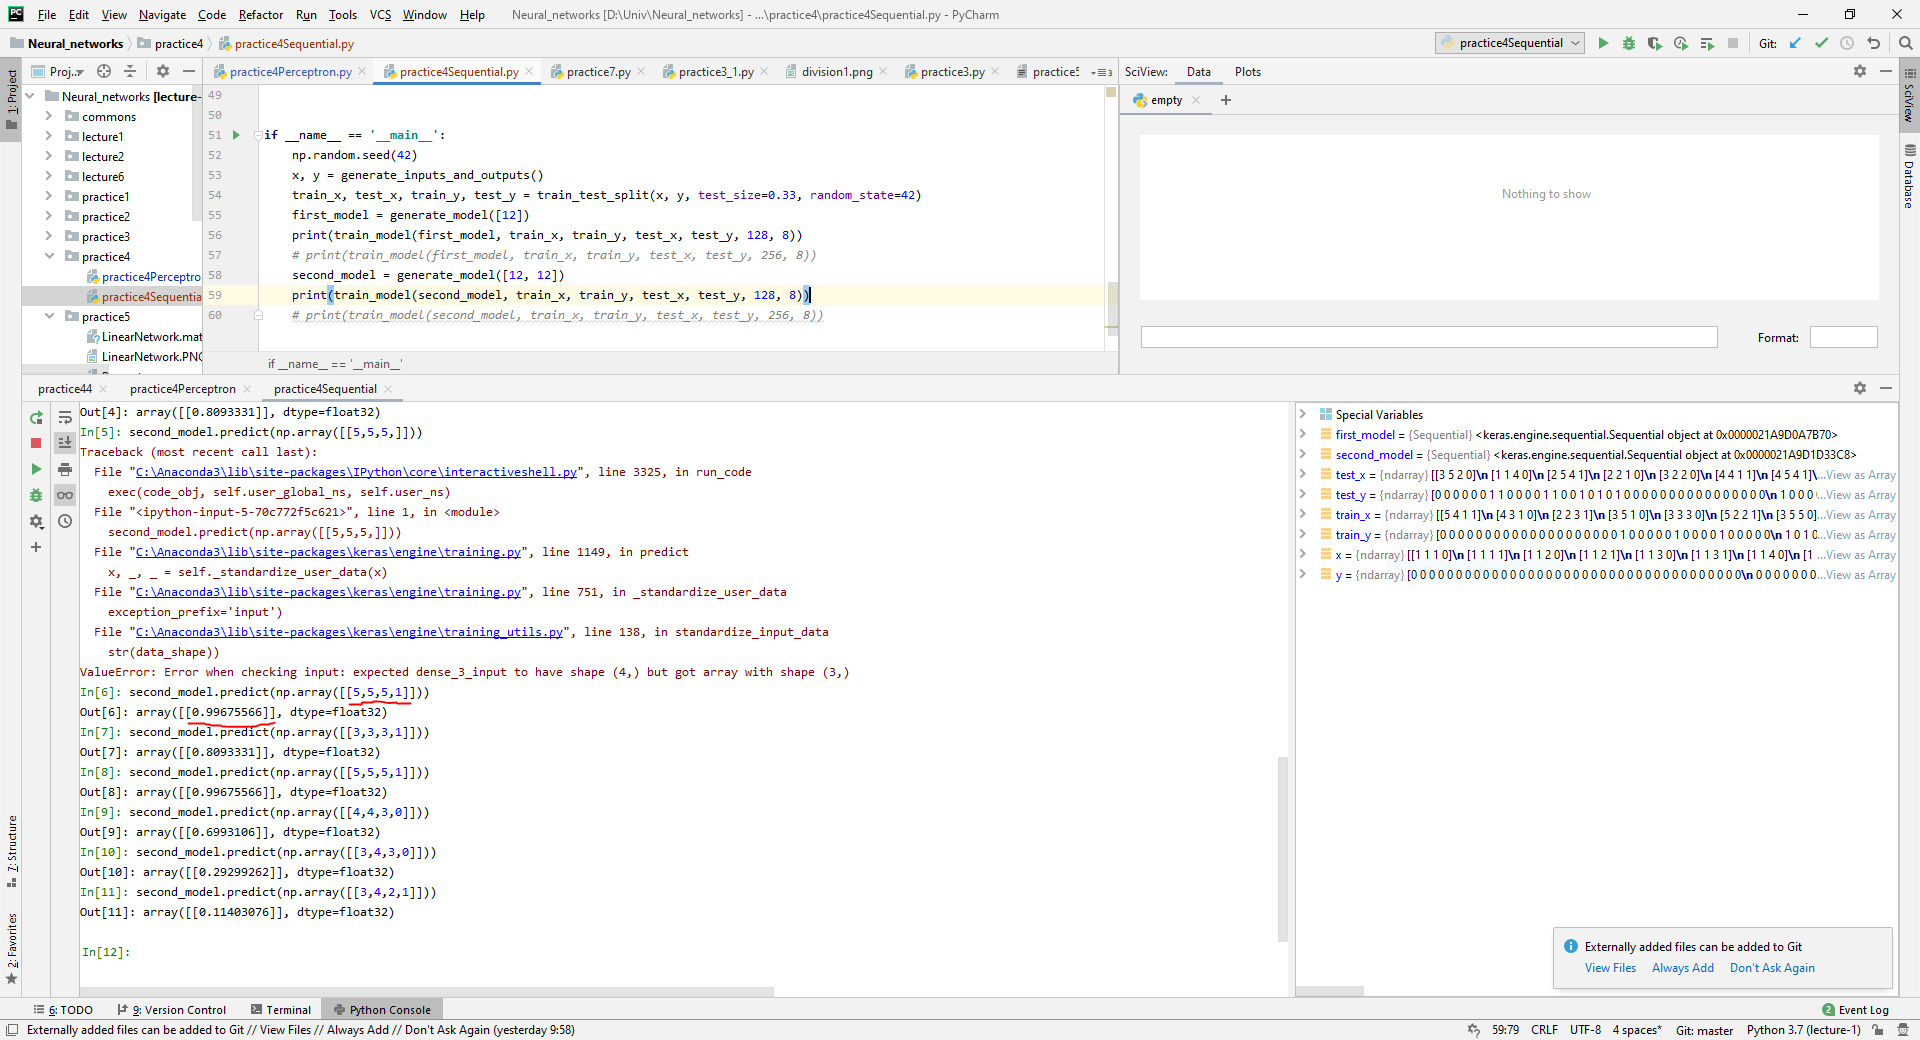 File Edit View Navigate Code Refactor Run Tools VCS Window Help Neural_networks [D:\Univ\Neural_networks] - ...\practice4\practice4Sequential.py - PyCharm
Neural_networks practice4 practice4Sequential.py practice4Sequential Git:
1: Project Proj... practice4Perceptron.py practice4Sequential.py practice7.py practice3_1.py division1.png practice3.py practice5 3 SciView: Data Plots
Neural_networks [lecture-
commons
lecture1
lecture2
lecture6
practice1
practice2
practice3
practice4
practice4Perceptro
practice4Sequentia
practice5
LinearNetwork.mat
LinearNetwork.PNG
49
50
51 if __name__ == '__main__':
52 np.random.seed(42)
53 x, y = generate_inputs_and_outputs()
54 train_x, test_x, train_y, test_y = train_test_split(x, y, test_size=0.33, random_state=42)
55 first_model = generate_model([12])
56 print(train_model(first_model, train_x, train_y, test_x, test_y, 128, 8))
57 # print(train_model(first_model, train_x, train_y, test_x, test_y, 256, 8))
58 second_model = generate_model([12, 12])
59 print(train_model(second_model, train_x, train_y, test_x, test_y, 128, 8))
60 # print(train_model(second_model, train_x, train_y, test_x, test_y, 256, 8))
if __name__ == '__main__'
empty
Nothing to show
Format:
SciView
Database
practice44 practice4Perceptron practice4Sequential
Out[4]: array([[0.8093331]], dtype=float32)
In[5]: second_model.predict(np.array([[5,5,5,]]))
Traceback (most recent call last):
File "C:\Anaconda3\lib\site-packages\IPython\core\interactiveshell.py", line 3325, in run_code
exec(code_obj, self.user_global_ns, self.user_ns)
File "<ipython-input-5-70c772f5c621>", line 1, in <module>
second_model.predict(np.array([[5,5,5,]]))
File "C:\Anaconda3\lib\site-packages\keras\engine\training.py", line 1149, in predict
x, _, _ = self._standardize_user_data(x)
File "C:\Anaconda3\lib\site-packages\keras\engine\training.py", line 751, in _standardize_user_data
exception_prefix='input')
File "C:\Anaconda3\lib\site-packages\keras\engine\training_utils.py", line 138, in standardize_input_data
str(data_shape))
ValueError: Error when checking input: expected dense_3_input to have shape (4,) but got array with shape (3,)
In[6]: second_model.predict(np.array([[5,5,5,1]]))
Out[6]: array([[0.99675566]], dtype=float32)
In[7]: second_model.predict(np.array([[3,3,3,1]]))
Out[7]: array([[0.8093331]], dtype=float32)
In[8]: second_model.predict(np.array([[5,5,5,1]]))
Out[8]: array([[0.99675566]], dtype=float32)
In[9]: second_model.predict(np.array([[4,4,3,0]]))
Out[9]: array([[0.6993106]], dtype=float32)
In[10]: second_model.predict(np.array([[3,4,3,0]]))
Out[10]: array([[0.29299262]], dtype=float32)
In[11]: second_model.predict(np.array([[3,4,2,1]]))
Out[11]: array([[0.11403076]], dtype=float32)
In[12]:
Special Variables
first_model = {Sequential} <keras.engine.sequential.Sequential object at 0x0000021A9D0A7B70>
second_model = {Sequential} <keras.engine.sequential.Sequential object at 0x0000021A9D1D33C8>
test_x = {ndarray} [[3 5 2 0]\n [1 1 4 0]\n [2 5 4 1]\n [2 2 1 0]\n [3 2 2 0]\n [4 4 1 1]\n [4 5 4 1]\ ...View as Array
test_y = {ndarray} [0 0 0 0 0 0 1 1 0 0 0 0 1 1 0 0 1 0 1 0 1 0 0 0 0 0 0 0 0 0 0 0 0 0 0 0 0\n 1 0 0 0 ...View as Array
train_x = {ndarray} [[5 4 1 1]\n [4 3 1 0]\n [2 2 3 1]\n [3 5 1 0]\n [3 3 3 0]\n [5 2 2 1]\n [3 5 5 0] ...View as Array
train_y = {ndarray} [0 0 0 0 0 0 0 0 0 0 0 0 0 0 0 0 0 0 0 0 1 0 0 0 0 0 1 0 0 0 0 1 0 0 0 0 0\n 1 0 1 0 ...View as Array
x = {ndarray} [[1 1 1 0]\n [1 1 1 1]\n [1 1 2 0]\n [1 1 2 1]\n [1 1 3 0]\n [1 1 3 1]\n [1 1 4 0]\n [1 ...View as Array
y = {ndarray} [0 0 0 0 0 0 0 0 0 0 0 0 0 0 0 0 0 0 0 0 0 0 0 0 0 0 0 0 0 0 0 0 0 0 0 0 0\n 0 0 0 0 0 0 0 ...View as Array
7: Structure
2: Favorites
Externally added files can be added to Git
View Files Always Add Don't Ask Again
6: TODO 9: Version Control Terminal Python Console 2 Event Log
Externally added files can be added to Git // View Files // Always Add // Don't Ask Again (yesterday 9:58) 59:79 CRLF UTF-8 4 spaces* Git: master Python 3.7 (lecture-1)